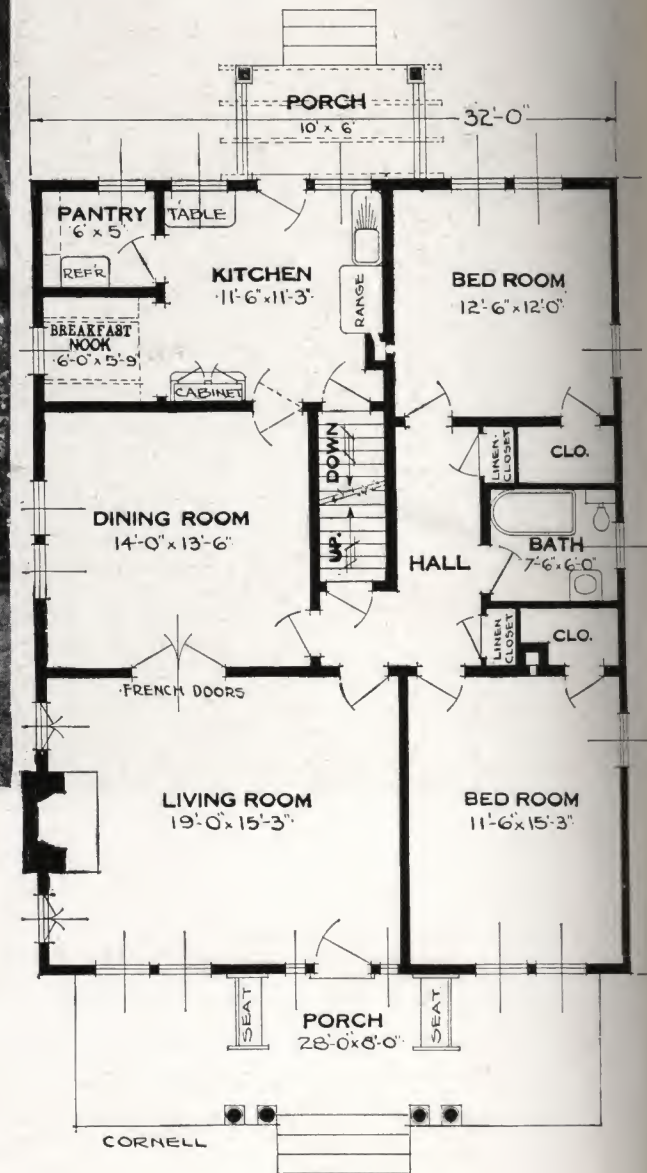 PORCH
10' x 6'
32'-0"
PANTRY
6' x 5'
TABLE
REF'R
KITCHEN
11'-6" x 11'-3"
RANGE
BED ROOM
12'-6" x 12'-0"
BREAKFAST
NOOK
6'-0" x 5'-9"
CABINET
DOWN
UP.
LINEN-
CLOSET
CLO.
DINING ROOM
14'-0" x 13'-6"
HALL
BATH
7'-6" x 6'-0"
LINEN
CLOSET
CLO.
FRENCH DOORS
LIVING ROOM
19'-0" x 15'-3"
BED ROOM
11'-6" x 15'-3"
SEAT
PORCH
28'-0" x 8'-0"
SEAT
CORNELL